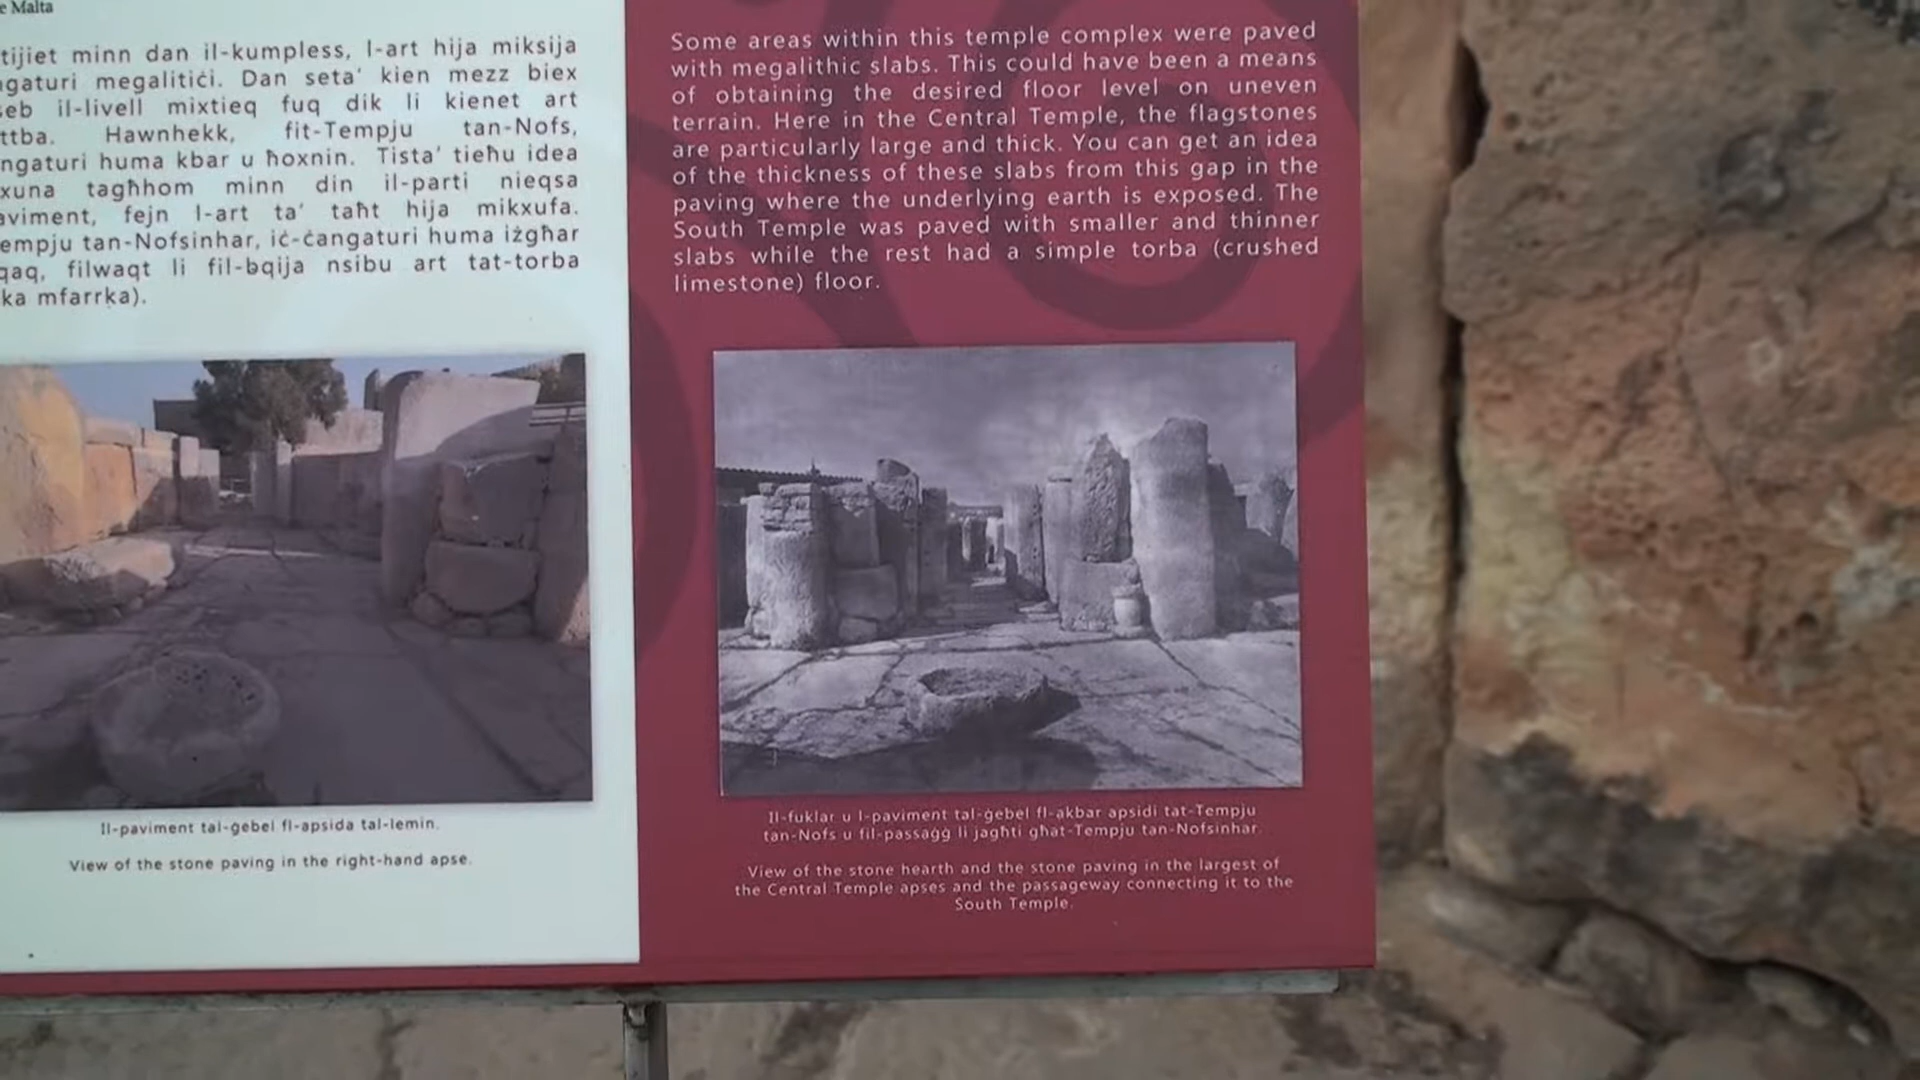 e Malta
tijiet minn dan il-kumpless, l-art hija miksija
ngaturi megalitiċi. Dan seta' kien mezz biex
seb il-livell mixtieq fuq dik li kienet art
ttba. Hawnhekk, fit-Tempju tan-Nofs,
ngaturi huma kbar u ħoxnin. Tista' tieħu idea
xuna tagħhom minn din il-parti nieqsa
aviment, fejn l-art ta' taħt hija mikxufa.
empju tan-Nofsinhar, iċ-ċangaturi huma iżgħar
qaq, filwaqt li fil-bqija nsibu art tat-torba
ka mfarrka).
Il-paviment tal-ġebel fl-apsida tal-lemin.
View of the stone paving in the right-hand apse.
Some areas within this temple complex were paved
with megalithic slabs. This could have been a means
of obtaining the desired floor level on uneven
terrain. Here in the Central Temple, the flagstones
are particularly large and thick. You can get an idea
of the thickness of these slabs from this gap in the
paving where the underlying earth is exposed. The
South Temple was paved with smaller and thinner
slabs while the rest had a simple torba (crushed
limestone) floor.
Il-fuklar u l-paviment tal-ġebel fl-akbar apsidi tat-Tempju
tan-Nofs u fil-passaġġ li jagħti għat-Tempju tan-Nofsinhar.
View of the stone hearth and the stone paving in the largest of
the Central Temple apses and the passageway connecting it to the
South Temple.